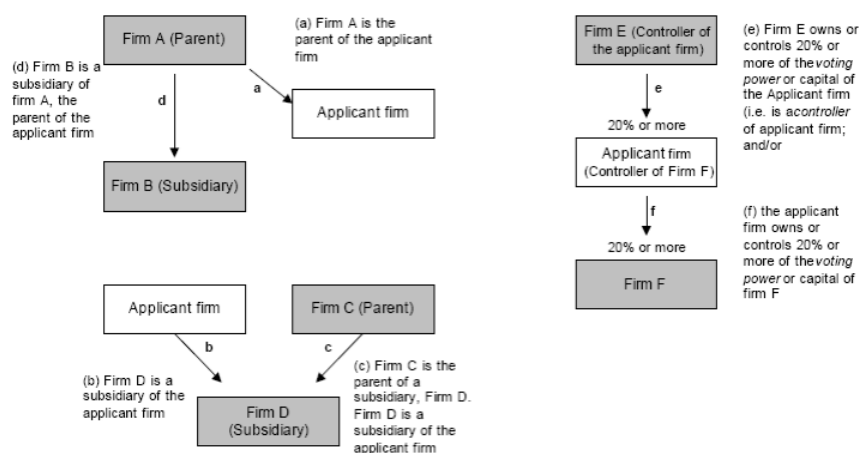 Firm A (Parent)
(a) Firm A is the
parent of the applicant
firm
(d) Firm B is a
subsidiary of
firm A, the
parent of the
applicant firm
d
a
Applicant firm
Firm B (Subsidiary)
Applicant firm
Firm C (Parent)
b
c
(b) Firm D is a
subsidiary of the
applicant firm
(c) Firm C is the
parent of a
subsidiary, Firm D.
Firm D is a
subsidiary of the
applicant firm
Firm D
(Subsidiary)
Firm E (Controller of
the applicant firm)
(e) Firm E owns or
controls 20% or
more of the voting
power or capital of
the Applicant firm
(i.e. is a controller
of applicant firm;
and/or
e
20% or more
Applicant firm
(Controller of Firm F)
f
20% or more
Firm F
(f) the applicant
firm owns or
controls 20% or
more of the voting
power or capital of
firm F